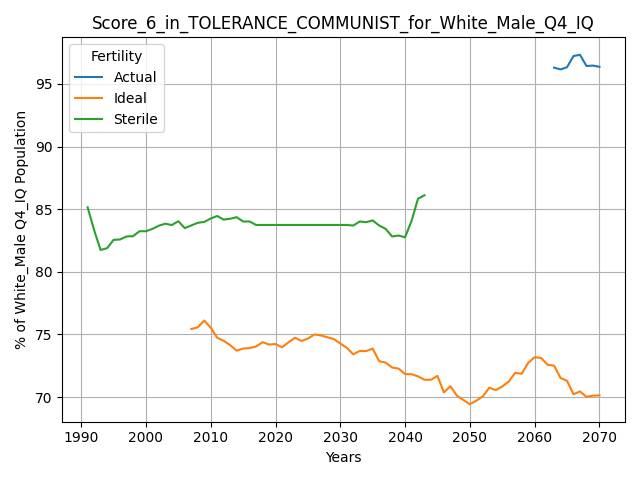 Score_6_in_TOLERANCE_COMMUNIST_for_White_Male_Q4_IQ
Fertility
Actual
Ideal
Sterile
% of White_Male Q4_IQ Population
95
90
85
80
75
70
1990 2000 2010 2020 2030 2040 2050 2060 2070
Years